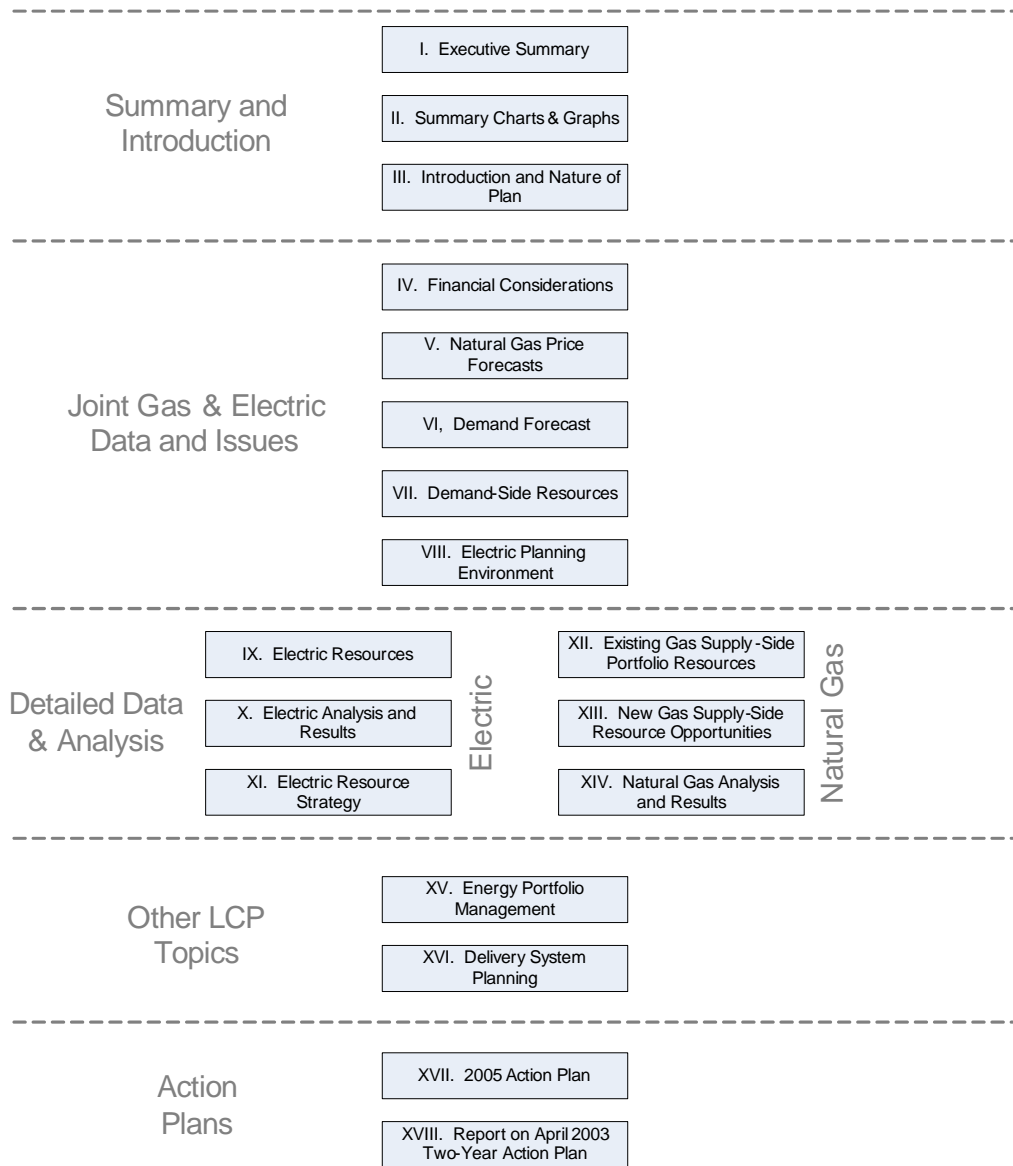 Summary and
Introduction
I. Executive Summary
II. Summary Charts & Graphs
III. Introduction and Nature of
Plan
Joint Gas & Electric
Data and Issues
IV. Financial Considerations
V. Natural Gas Price
Forecasts
VI, Demand Forecast
VII. Demand-Side Resources
VIII. Electric Planning
Environment
Detailed Data
& Analysis
IX. Electric Resources
X. Electric Analysis and
Results
XI. Electric Resource
Strategy
Electric
XII. Existing Gas Supply-Side
Portfolio Resources
XIII. New Gas Supply-Side
Resource Opportunities
XIV. Natural Gas Analysis
and Results
Natural Gas
Other LCP
Topics
XV. Energy Portfolio
Management
XVI. Delivery System
Planning
Action
Plans
XVII. 2005 Action Plan
XVIII. Report on April 2003
Two-Year Action Plan